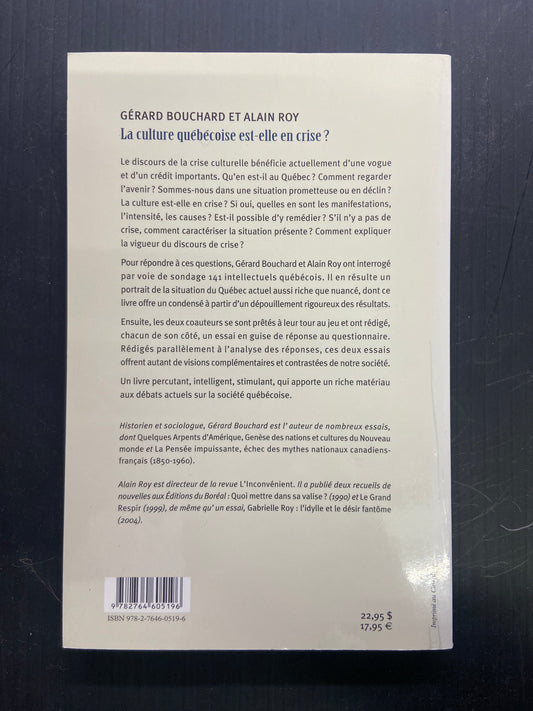 GÉRARD BOUCHARD ET ALAIN ROY
La culture québécoise est-elle en crise ?
Le discours de la crise culturelle bénéficie actuellement d'une vogue
et d'un crédit importants. Qu'en est-il au Québec ? Comment regarder
l'avenir ? Sommes-nous dans une situation prometteuse ou en déclin ?
La culture est-elle en crise ? Si oui, quelles en sont les manifestations,
l'intensité, les causes ? Est-il possible d'y remédier ? S'il n'y a pas de
crise, comment caractériser la situation présente ? Comment expliquer
la vigueur du discours de crise ?
Pour répondre à ces questions, Gérard Bouchard et Alain Roy ont interrogé
par voie de sondage 141 intellectuels québécois. Il en résulte un
portrait de la situation du Québec actuel aussi riche que nuancé, dont ce
livre offre un condensé à partir d'un dépouillement rigoureux des résultats.
Ensuite, les deux coauteurs se sont prêtés à leur tour au jeu et ont rédigé,
chacun de son côté, un essai en guise de réponse au questionnaire.
Rédigés parallèlement à l'analyse des réponses, ces deux essais
offrent autant de visions complémentaires et contrastées de notre société.
Un livre percutant, intelligent, stimulant, qui apporte un riche matériau
aux débats actuels sur la société québécoise.
Historien et sociologue, Gérard Bouchard est l'auteur de nombreux essais,
dont Quelques Arpents d'Amérique, Genèse des nations et cultures du Nouveau
monde et La Pensée impuissante, échec des mythes nationaux canadiens-
français (1850-1960).
Alain Roy est directeur de la revue L'Inconvénient. Il a publié deux recueils de
nouvelles aux Éditions du Boréal : Quoi mettre dans sa valise ? (1990) et Le Grand
Respir (1999), de même qu'un essai, Gabrielle Roy : l'idylle et le désir fantôme
(2004).
9 782764 605196
ISBN 978-2-7646-0519-6
22,95 $
17,95 €
Imprimé au